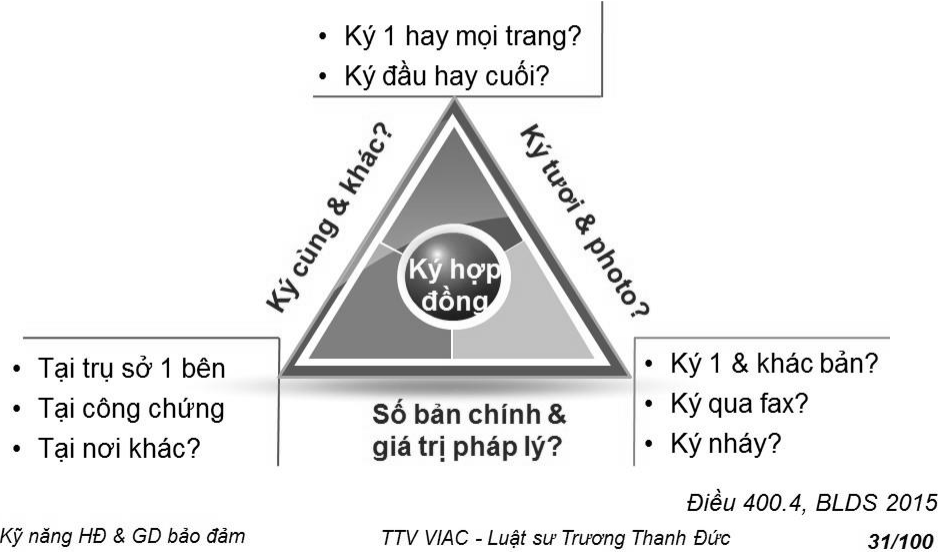 • Ký 1 hay mọi trang?
• Ký đầu hay cuối?
Ký cùng & khác?
Ký tươi & photo?
Ký hợp
đồng
• Tại trụ sở 1 bên
• Tại công chứng
• Tại nơi khác?
Số bản chính &
giá trị pháp lý?
• Ký 1 & khác bản?
• Ký qua fax?
• Ký nháy?
Điều 400.4, BLDS 2015
Kỹ năng HĐ & GD bảo đảm
TTV VIAC - Luật sư Trương Thanh Đức
31/100